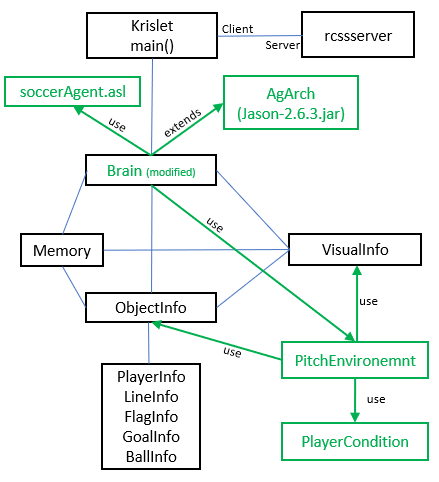 Krislet
main()
Client
Server
rcssserver
soccerAgent.asl
AgArch
(Jason-2.6.3.jar)
use
extends
Brain (modified)
use
Memory
VisualInfo
ObjectInfo
use
use
PitchEnvironemnt
PlayerInfo
LineInfo
FlagInfo
GoalInfo
BallInfo
use
PlayerCondition